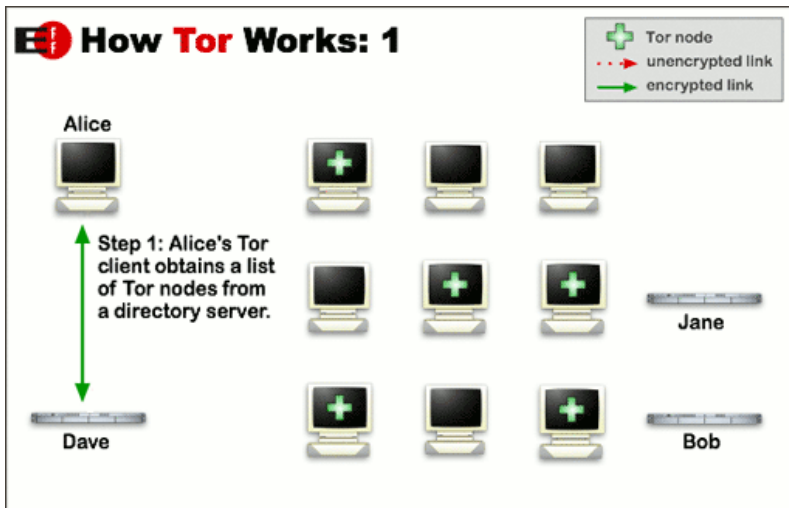 EFF How Tor Works: 1
Tor node
unencrypted link
encrypted link
Alice
Step 1: Alice's Tor
client obtains a list
of Tor nodes from
a directory server.
Jane
Dave
Bob